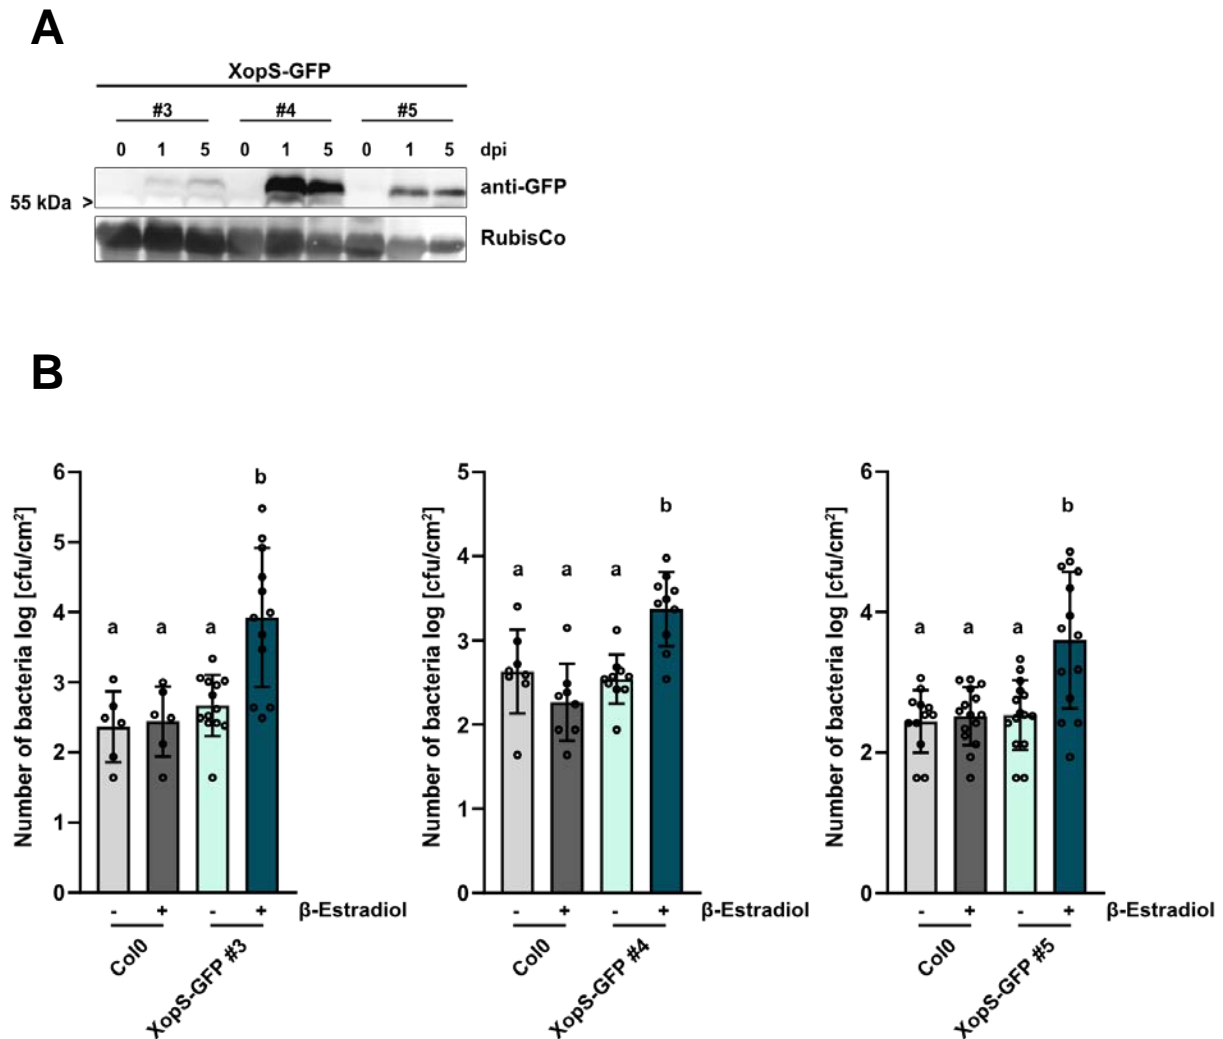 A
XopS-GFP
#3 #4 #5
0 1 5 0 1 5 0 1 5 dpi
anti-GFP
55 kDa >
RubisCo
B
Number of bacteria log [cfu/cm²]
6
5
4
3
2
1
0
a a a b
- + - + β-Estradiol
Col0
XopS-GFP #3
Number of bacteria log [cfu/cm²]
5
4
3
2
1
0
a a a b
- + - + β-Estradiol
Col0
XopS-GFP #4
Number of bacteria log [cfu/cm²]
6
4
2
0
a a a b
- + - + β-Estradiol
Col0
XopS-GFP #5